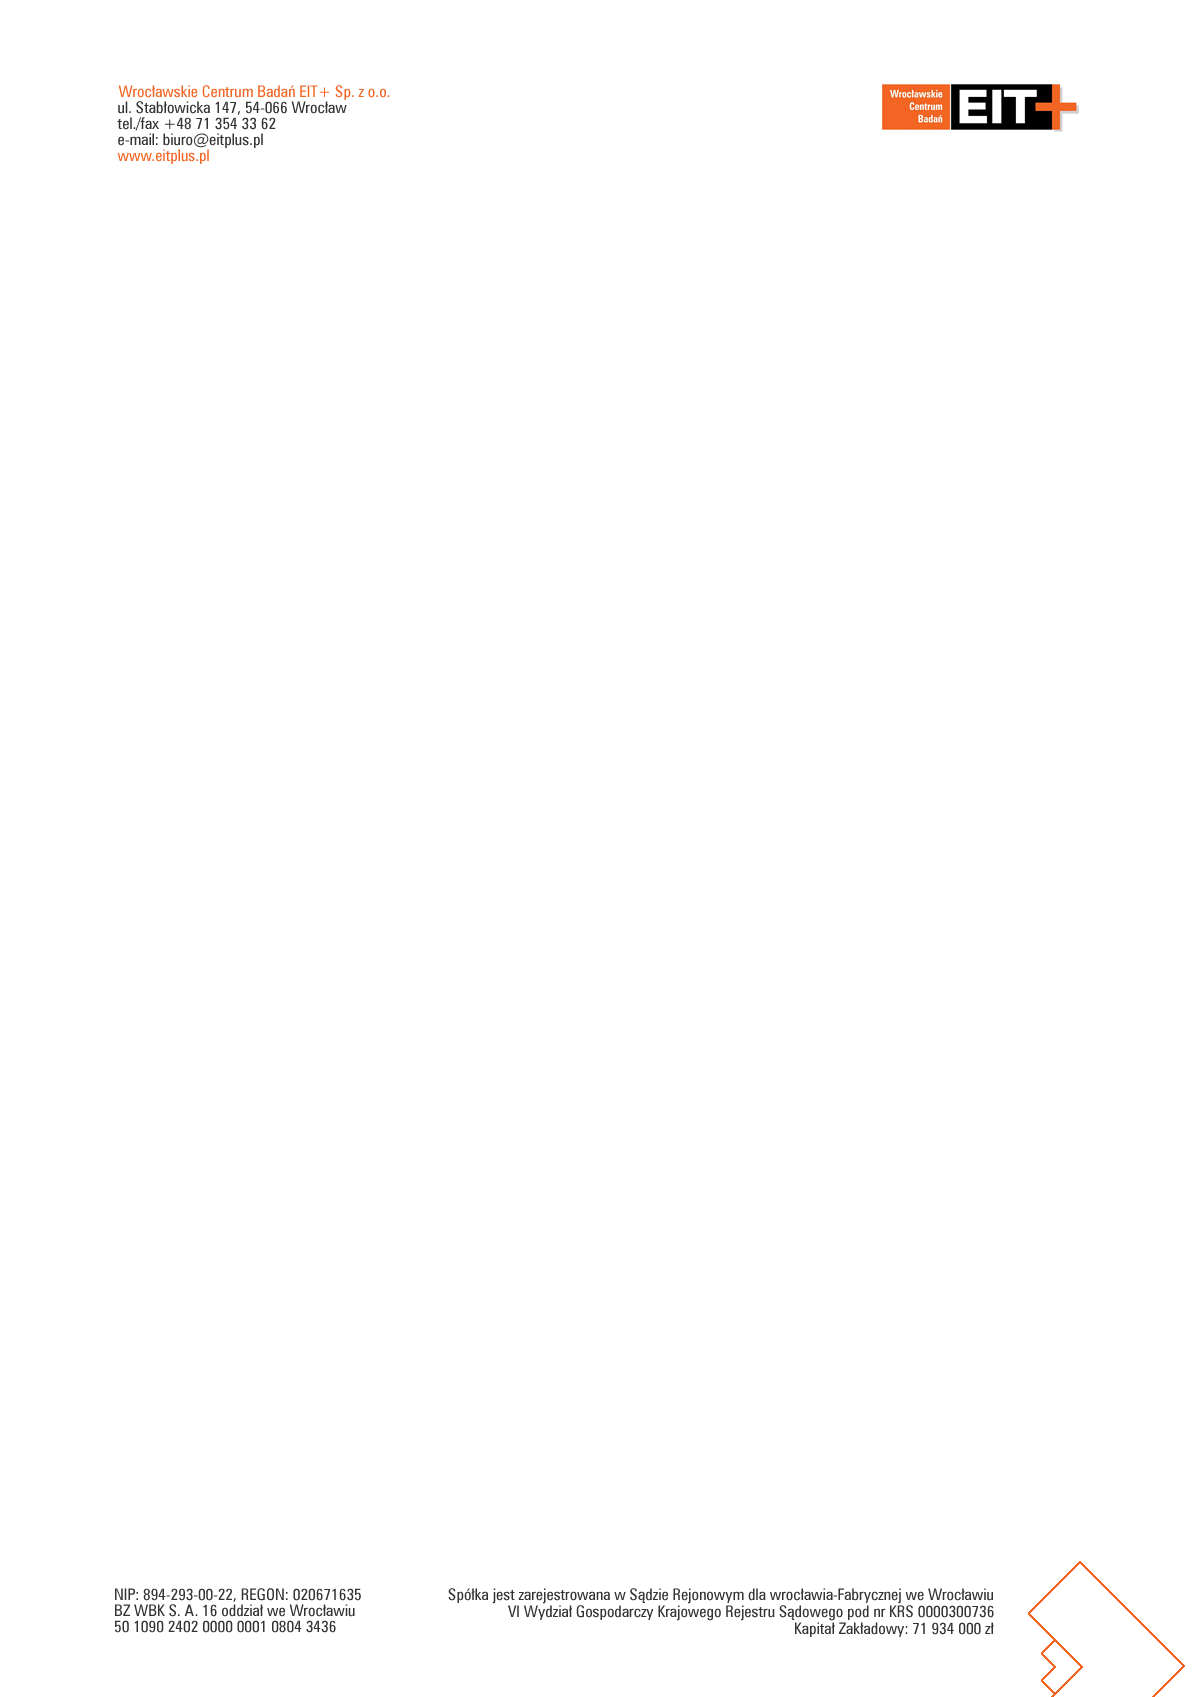 Wrocławskie Centrum Badań EIT+ Sp. z o.o.
ul. Stabłowicka 147, 54-066 Wrocław
tel./fax +48 71 354 33 62
e-mail: biuro@eitplus.pl
www.eitplus.pl
Wrocławskie
Centrum
Badań
EIT+
NIP: 894-293-00-22, REGON: 020671635
BZ WBK S. A. 16 oddział we Wrocławiu
50 1090 2402 0000 0001 0804 3436
Spółka jest zarejestrowana w Sądzie Rejonowym dla wrocławia-Fabrycznej we Wrocławiu
VI Wydział Gospodarczy Krajowego Rejestru Sądowego pod nr KRS 0000300736
Kapitał Zakładowy: 71 934 000 zł